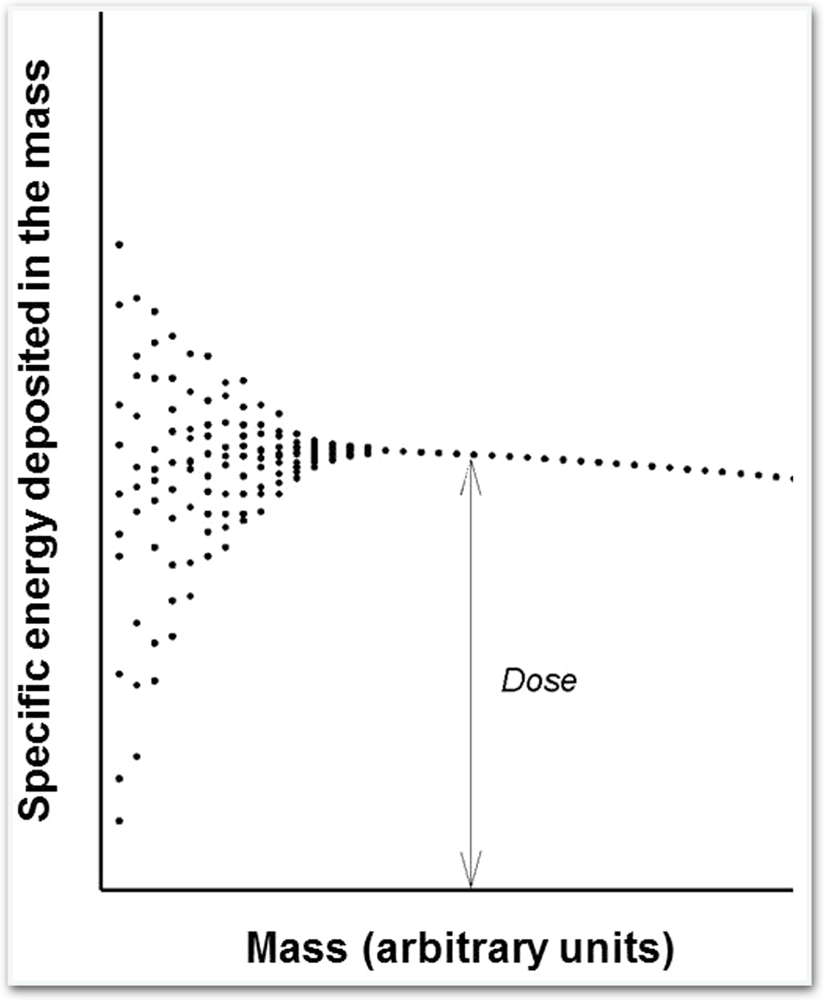 Specific energy deposited in the mass
Dose
Mass (arbitrary units)